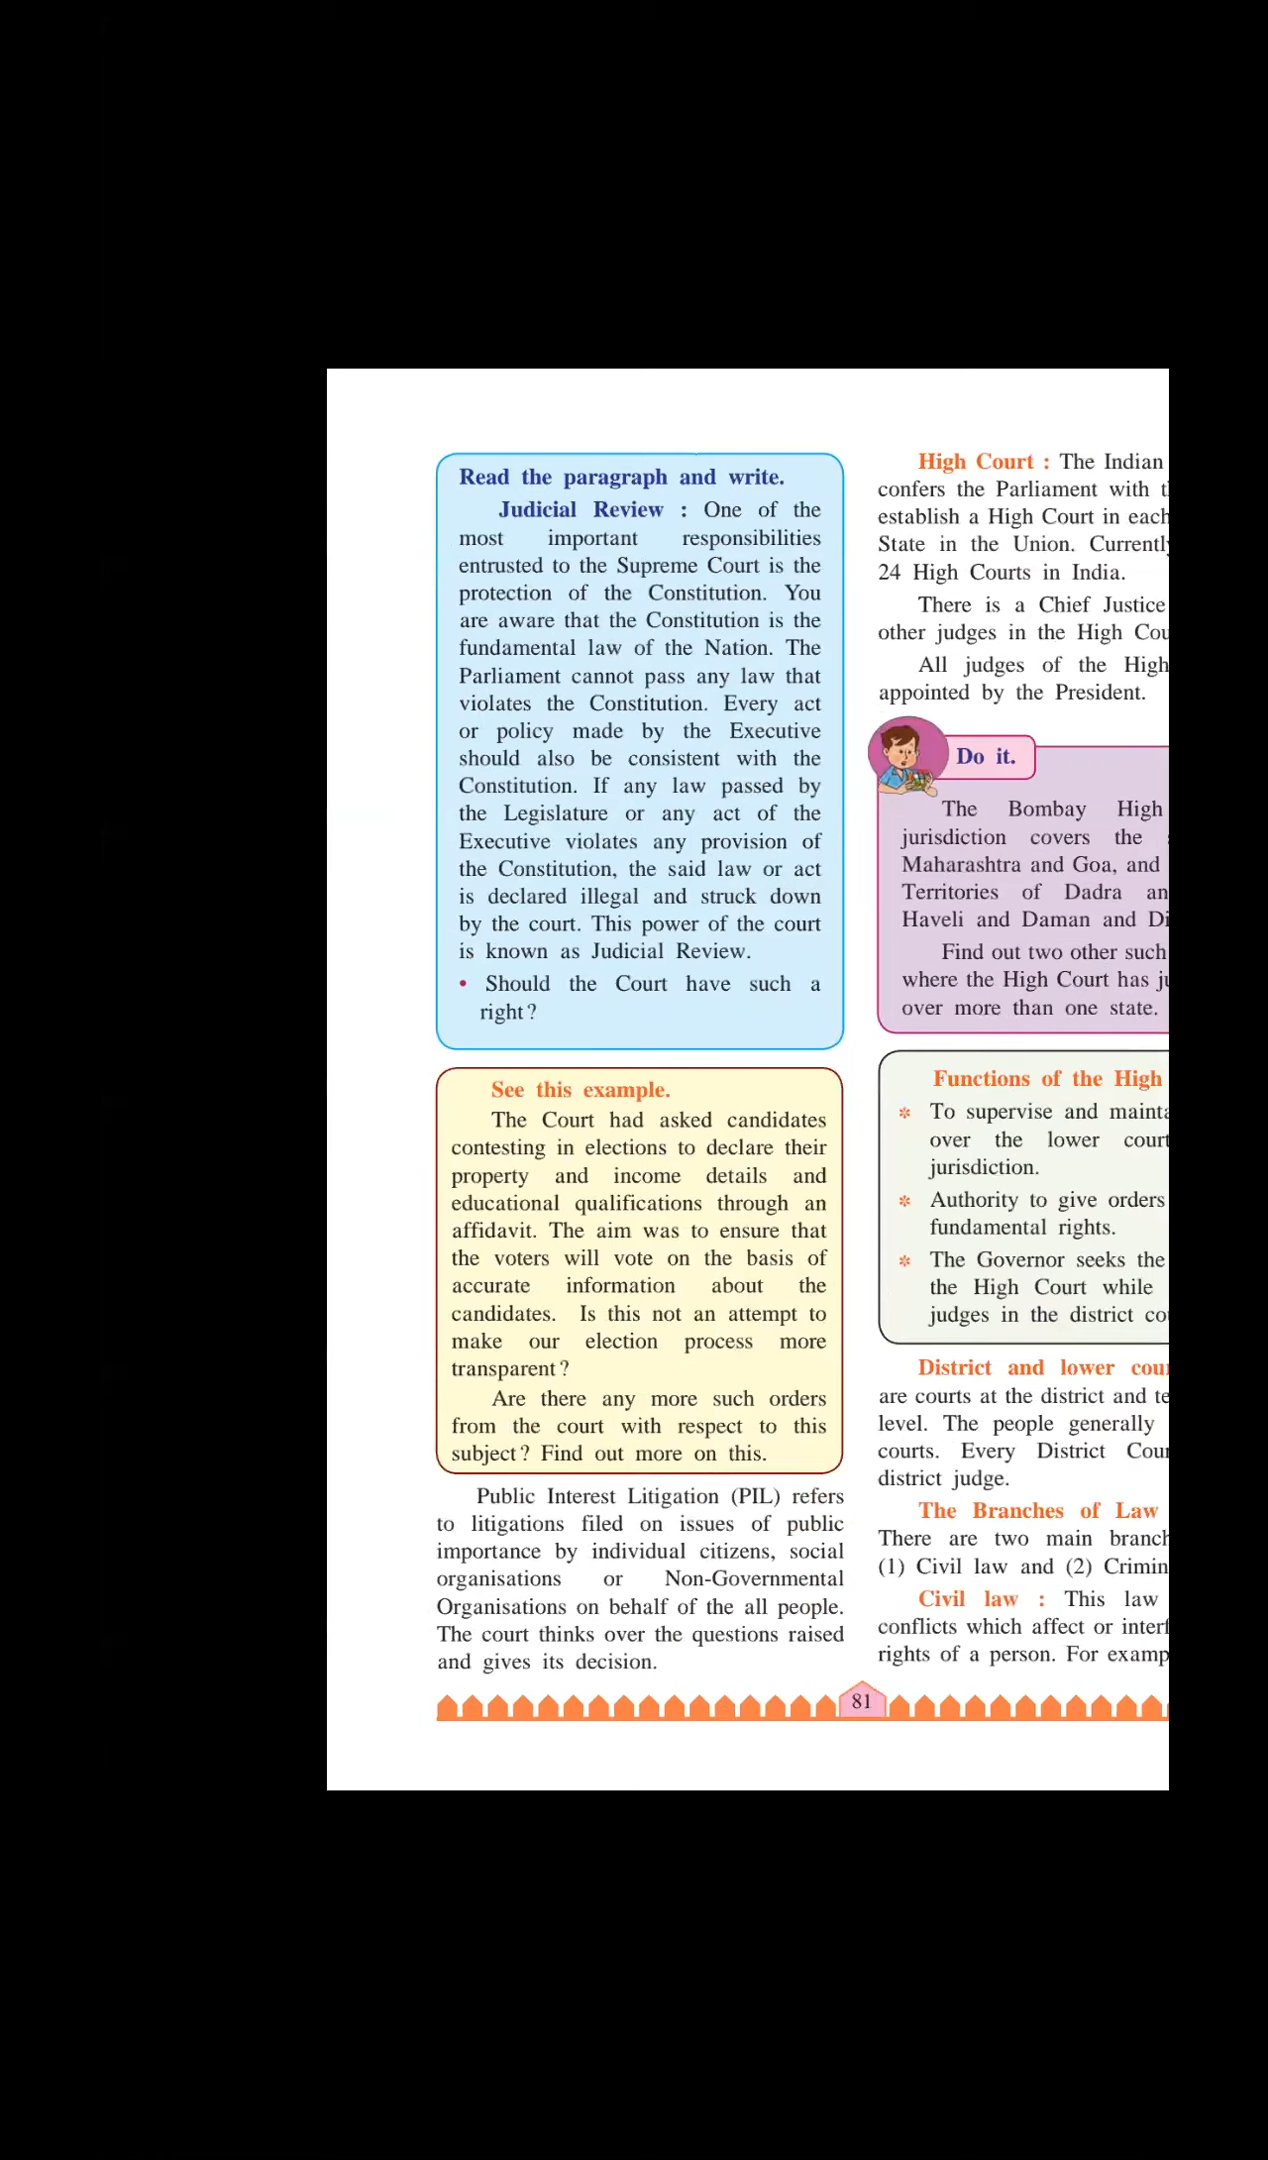 Read the paragraph and write.
Judicial Review : One of the
most important responsibilities
entrusted to the Supreme Court is the
protection of the Constitution. You
are aware that the Constitution is the
fundamental law of the Nation. The
Parliament cannot pass any law that
violates the Constitution. Every act
or policy made by the Executive
should also be consistent with the
Constitution. If any law passed by
the Legislature or any act of the
Executive violates any provision of
the Constitution, the said law or act
is declared illegal and struck down
by the court. This power of the court
is known as Judicial Review.
• Should the Court have such a
right?
See this example.
The Court had asked candidates
contesting in elections to declare their
property and income details and
educational qualifications through an
affidavit. The aim was to ensure that
the voters will vote on the basis of
accurate information about the
candidates. Is this not an attempt to
make our election process more
transparent?
Are there any more such orders
from the court with respect to this
subject? Find out more on this.
Public Interest Litigation (PIL) refers
to litigations filed on issues of public
importance by individual citizens, social
organisations or Non-Governmental
Organisations on behalf of the all people.
The court thinks over the questions raised
and gives its decision.
High Court : The Indian
confers the Parliament with
establish a High Court in each
State in the Union.
24 High Courts in India.
There is a Chief Justice
other judges in the High
All judges of the High
appointed by the President.
Do it.
The Bombay High
jurisdiction covers the
Maharashtra and Goa, and
Territories of Dadra
Haveli and Daman and
Find out two other such
where the High Court has
over more than one state.
Functions of the High
* To supervise and
over the lower
jurisdiction.
* Authority to give orders
fundamental rights.
* The Governor seeks the
the High Court while
judges in the district
District and lower
are courts at the district and
level. The people generally
courts. Every District
district judge.
The Branches of Law
There are two main
(1) Civil law and (2)
Civil law : This law
conflicts which affect or
rights of a person. For
81